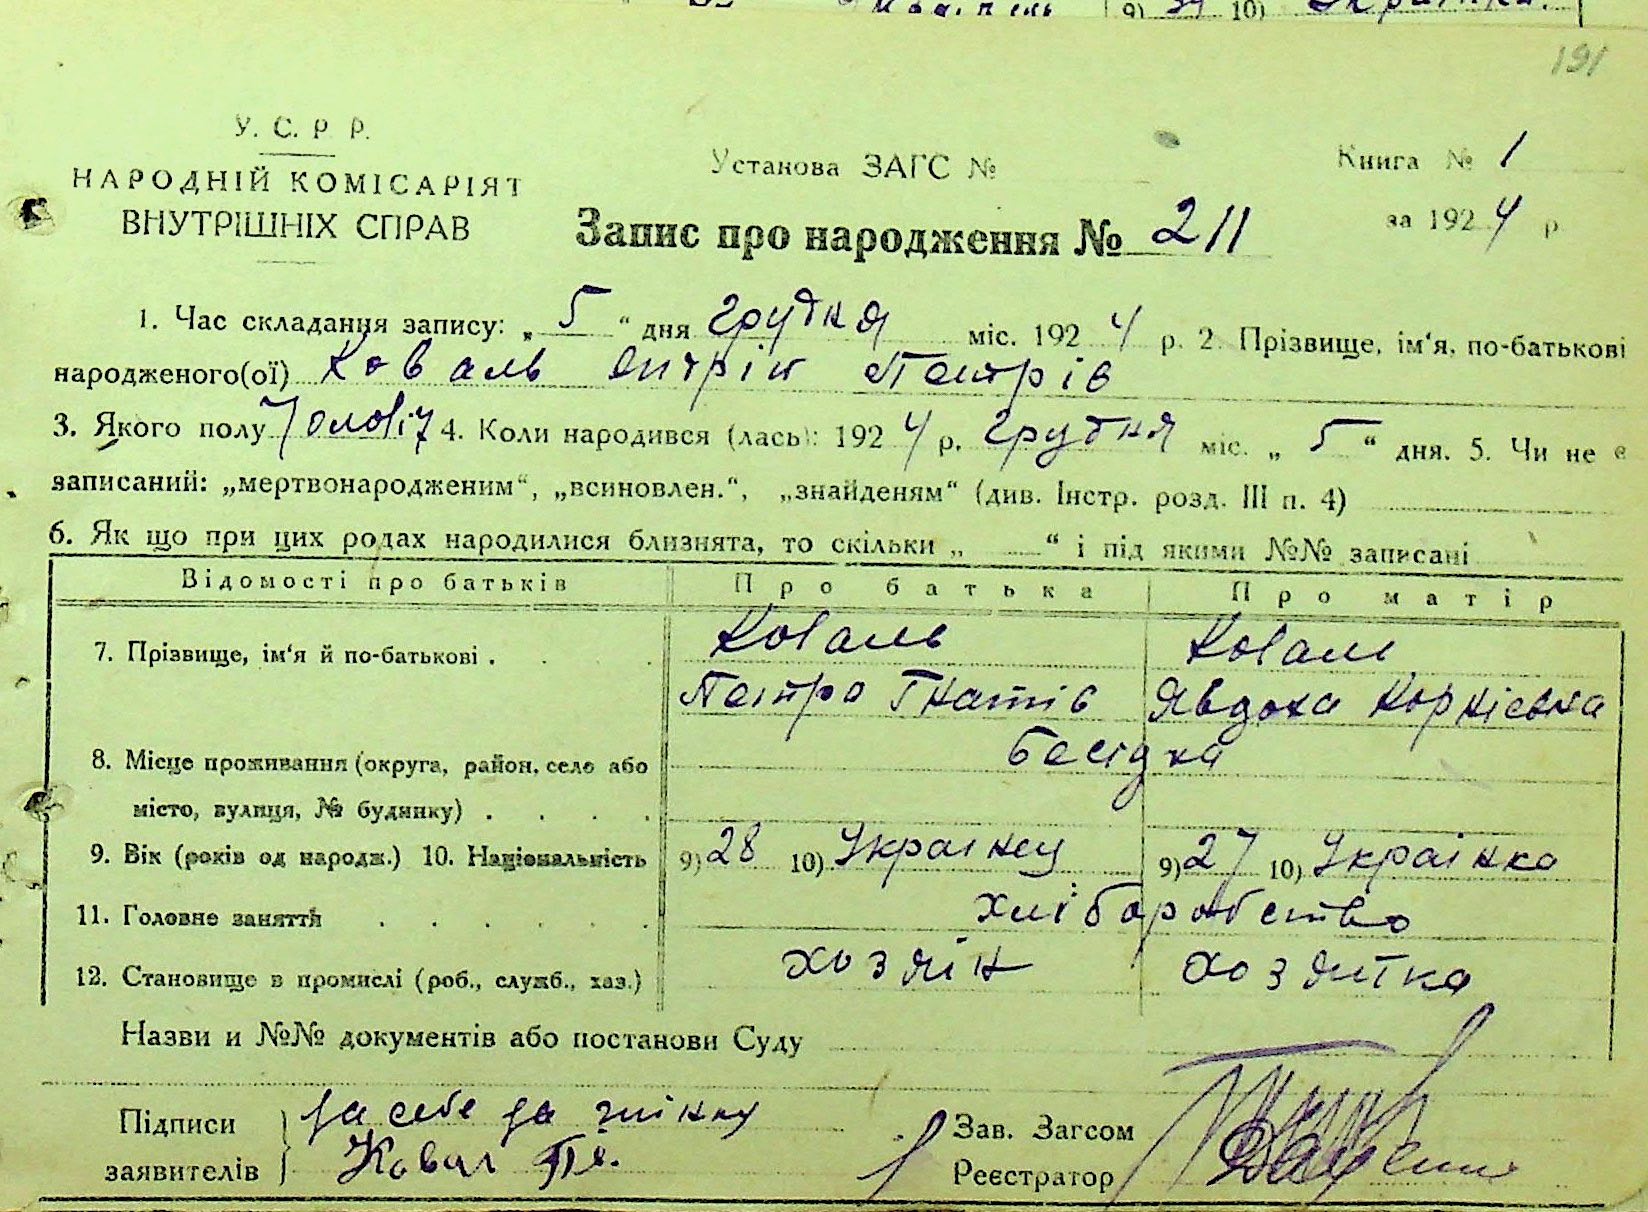 191
У. С. Р. Р.
НАРОДНІЙ КОМІСАРІЯТ
ВНУТРІШНІХ СПРАВ
Установа ЗАГС №
Книга № 1
за 1924 р
Запис про народження № 211
1. Час складання запису: „5“ дня грудня міс. 1924 р. 2. Прізвище, ім'я, по-батькові
народженого(ої) Коваль Петрів
3. Якого полу Чоловіч 4. Коли народився (лась): 1924 р. грудня міс. „5“ дня. 5. Чи не є
записаний: „мертвонародженим“, „всиновлен.“, „знайденям“ (див. Інстр. розд. III п. 4)
6. Як що при цих родах народилися близнята, то скільки „ — “ і під якими №№ записані
Відомості про батьків Про батька Про матір
7. Прізвище, ім'я й по-батькові . Коваль Коваль
Петро Гнатів Явдоха Корнієвна
8. Місце проживання (округа, район, село або Бесідка
місто, вулиця, № будинку) . . . .
9. Вік (років од народж.) 10. Національність 9) 28 10) Українец 9) 27 10) Українка
11. Головне заняття . . . . . . хліборобство
12. Становище в промислі (роб., служб., хаз.) хозяїн хозяйка
Назви и №№ документів або постанови Суду
Підписи за себе за жінку
заявителів Ковал Пе.
Зав. Загсом
Реєстратор